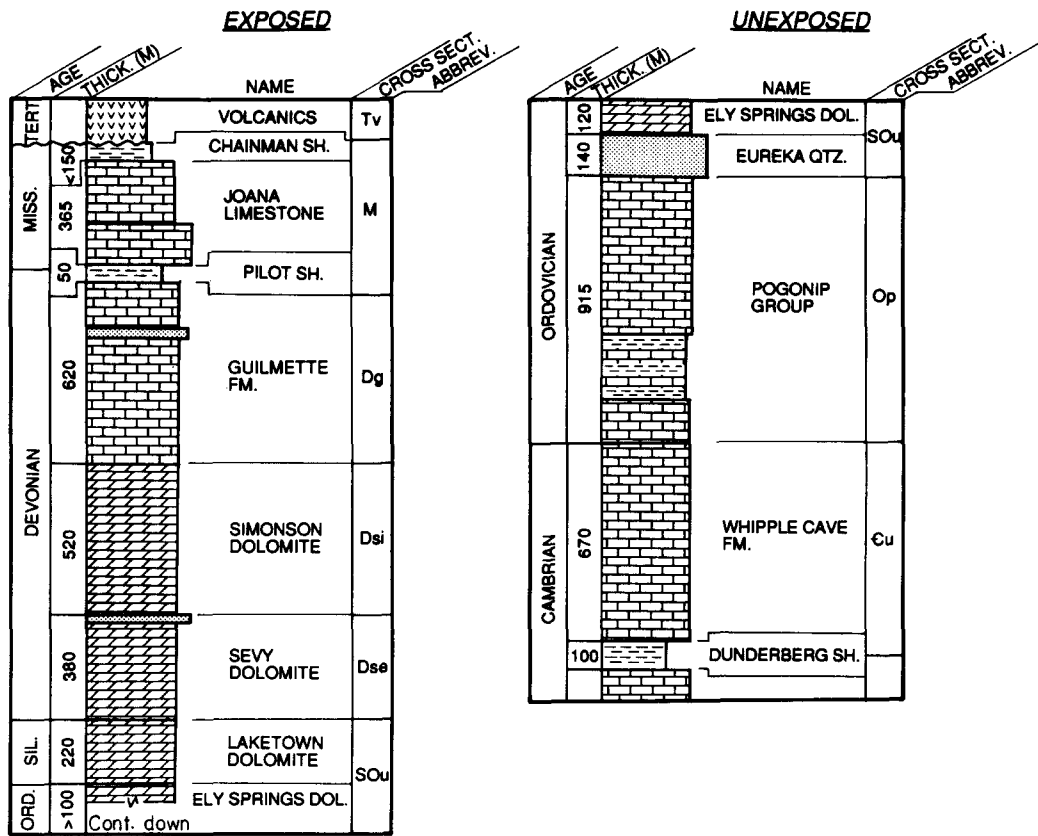 EXPOSED
AGE
THICK. (M)
NAME
CROSS SECT.
ABBREV.
TERT
VOLCANICS
Tv
MISS.
<150
CHAINMAN SH.
365
JOANA
LIMESTONE
M
50
PILOT SH.
DEVONIAN
620
GUILMETTE
FM.
Dg
520
SIMONSON
DOLOMITE
Dsi
380
SEVY
DOLOMITE
Dse
SIL.
220
LAKETOWN
DOLOMITE
SOu
ORD.
>100
ELY SPRINGS DOL.
Cont. down
UNEXPOSED
AGE
THICK. (M)
NAME
CROSS SECT.
ABBREV.
ORDOVICIAN
120
ELY SPRINGS DOL.
SOu
140
EUREKA QTZ.
915
POGONIP
GROUP
Op
CAMBRIAN
670
WHIPPLE CAVE
FM.
Єu
100
DUNDERBERG SH.